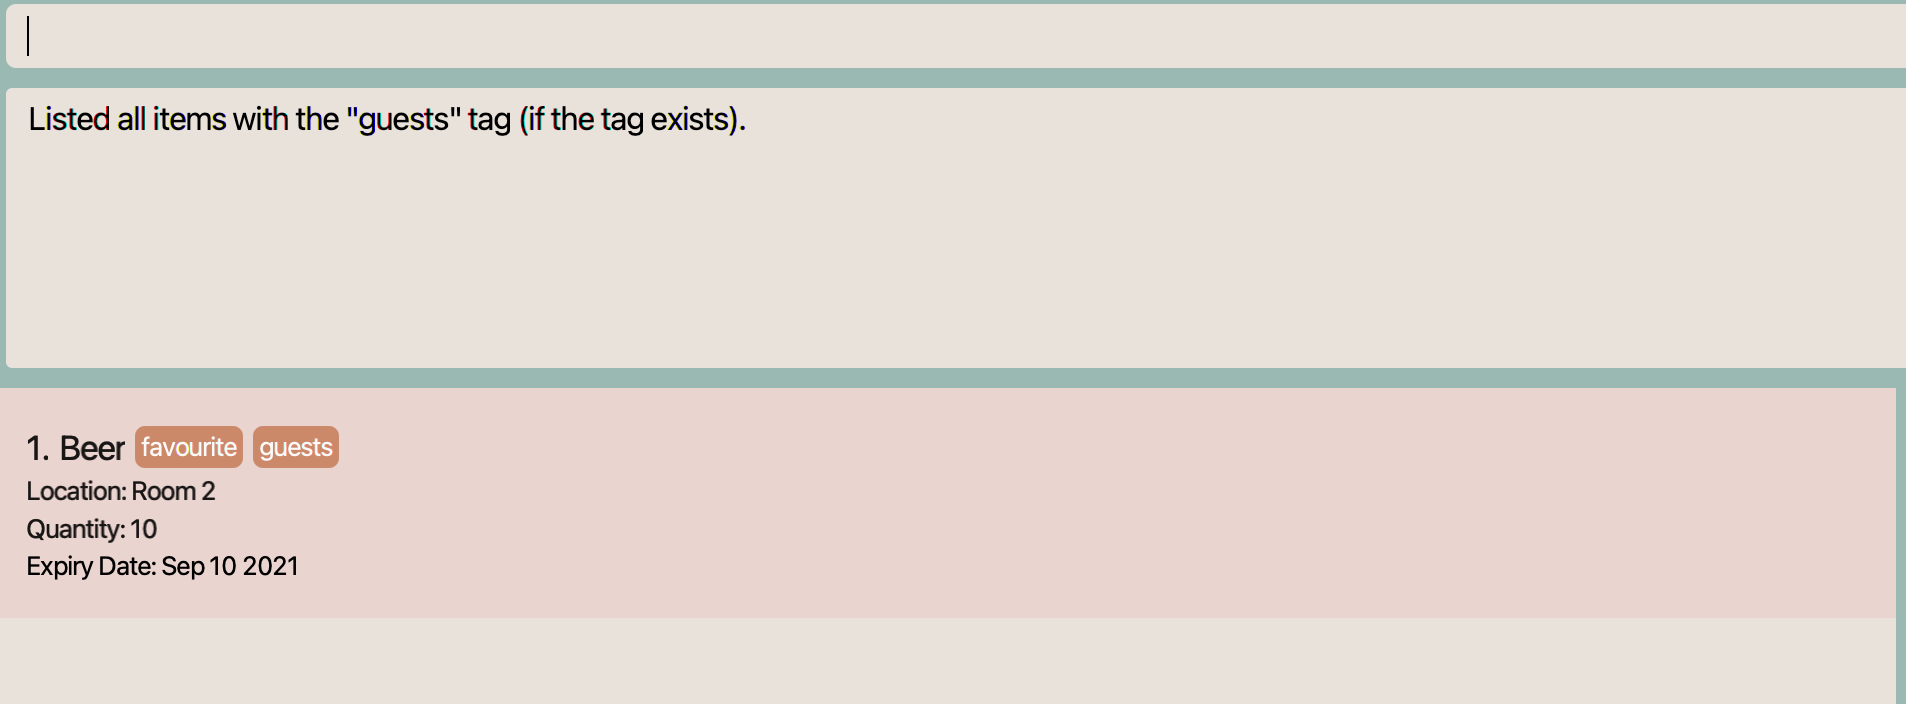 Listed all items with the "guests" tag (if the tag exists).
1. Beer favourite guests
Location: Room 2
Quantity: 10
Expiry Date: Sep 10 2021